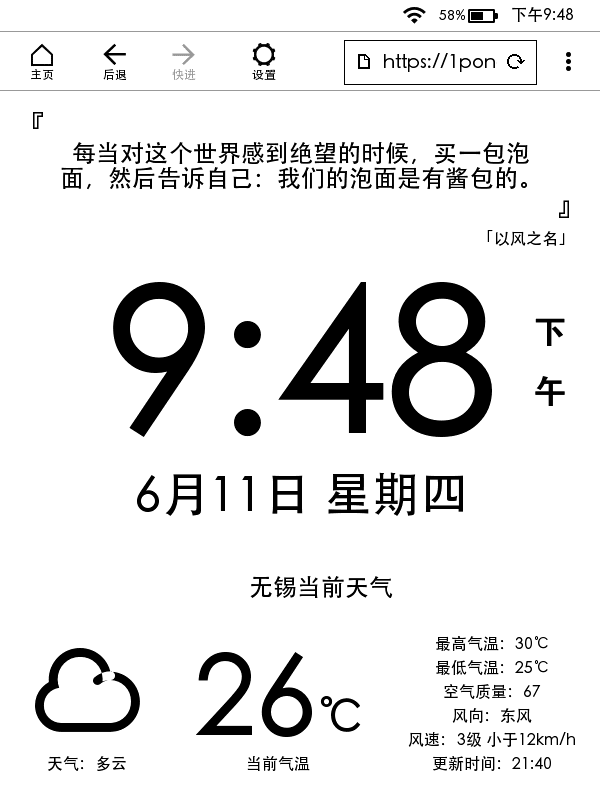 58% 下午9:48
主页 后退 快进 设置 https://1pon
『
每当对这个世界感到绝望的时候，买一包泡
面，然后告诉自己：我们的泡面是有酱包的。
』
「以风之名」
9:48 下午
6月11日 星期四
无锡当前天气
最高气温：30℃
最低气温：25℃
空气质量：67
风向：东风
风速：3级 小于12km/h
更新时间：21:40
26℃
天气：多云
当前气温